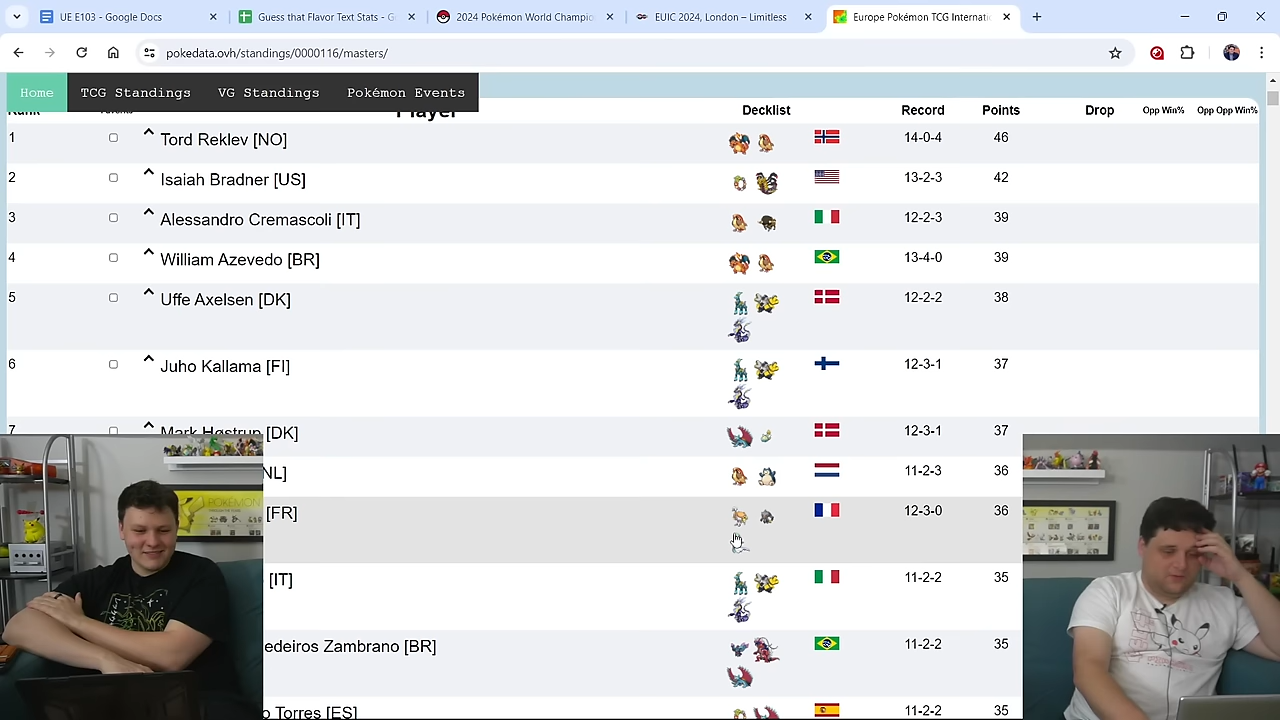 UE E103 - Google Docs
Guess that Flavor Text Stats - G
2024 Pokémon World Champio
EUIC 2024, London – Limitless
Europe Pokémon TCG Internatio
pokedata.ovh/standings/0000116/masters/
Home TCG Standings VG Standings Pokémon Events
Player Decklist Record Points Drop Opp Win% Opp Opp Win%
1 Tord Reklev [NO] 14-0-4 46
2 Isaiah Bradner [US] 13-2-3 42
3 Alessandro Cremascoli [IT] 12-2-3 39
4 William Azevedo [BR] 13-4-0 39
5 Uffe Axelsen [DK] 12-2-2 38
6 Juho Kallama [FI] 12-3-1 37
7 Mark Høstrup [DK] 12-3-1 37
NL] 11-2-3 36
[FR] 12-3-0 36
[IT] 11-2-2 35
edeiros Zambrano [BR] 11-2-2 35
o Torres [ES] 11-2-2 35
POKÉMON